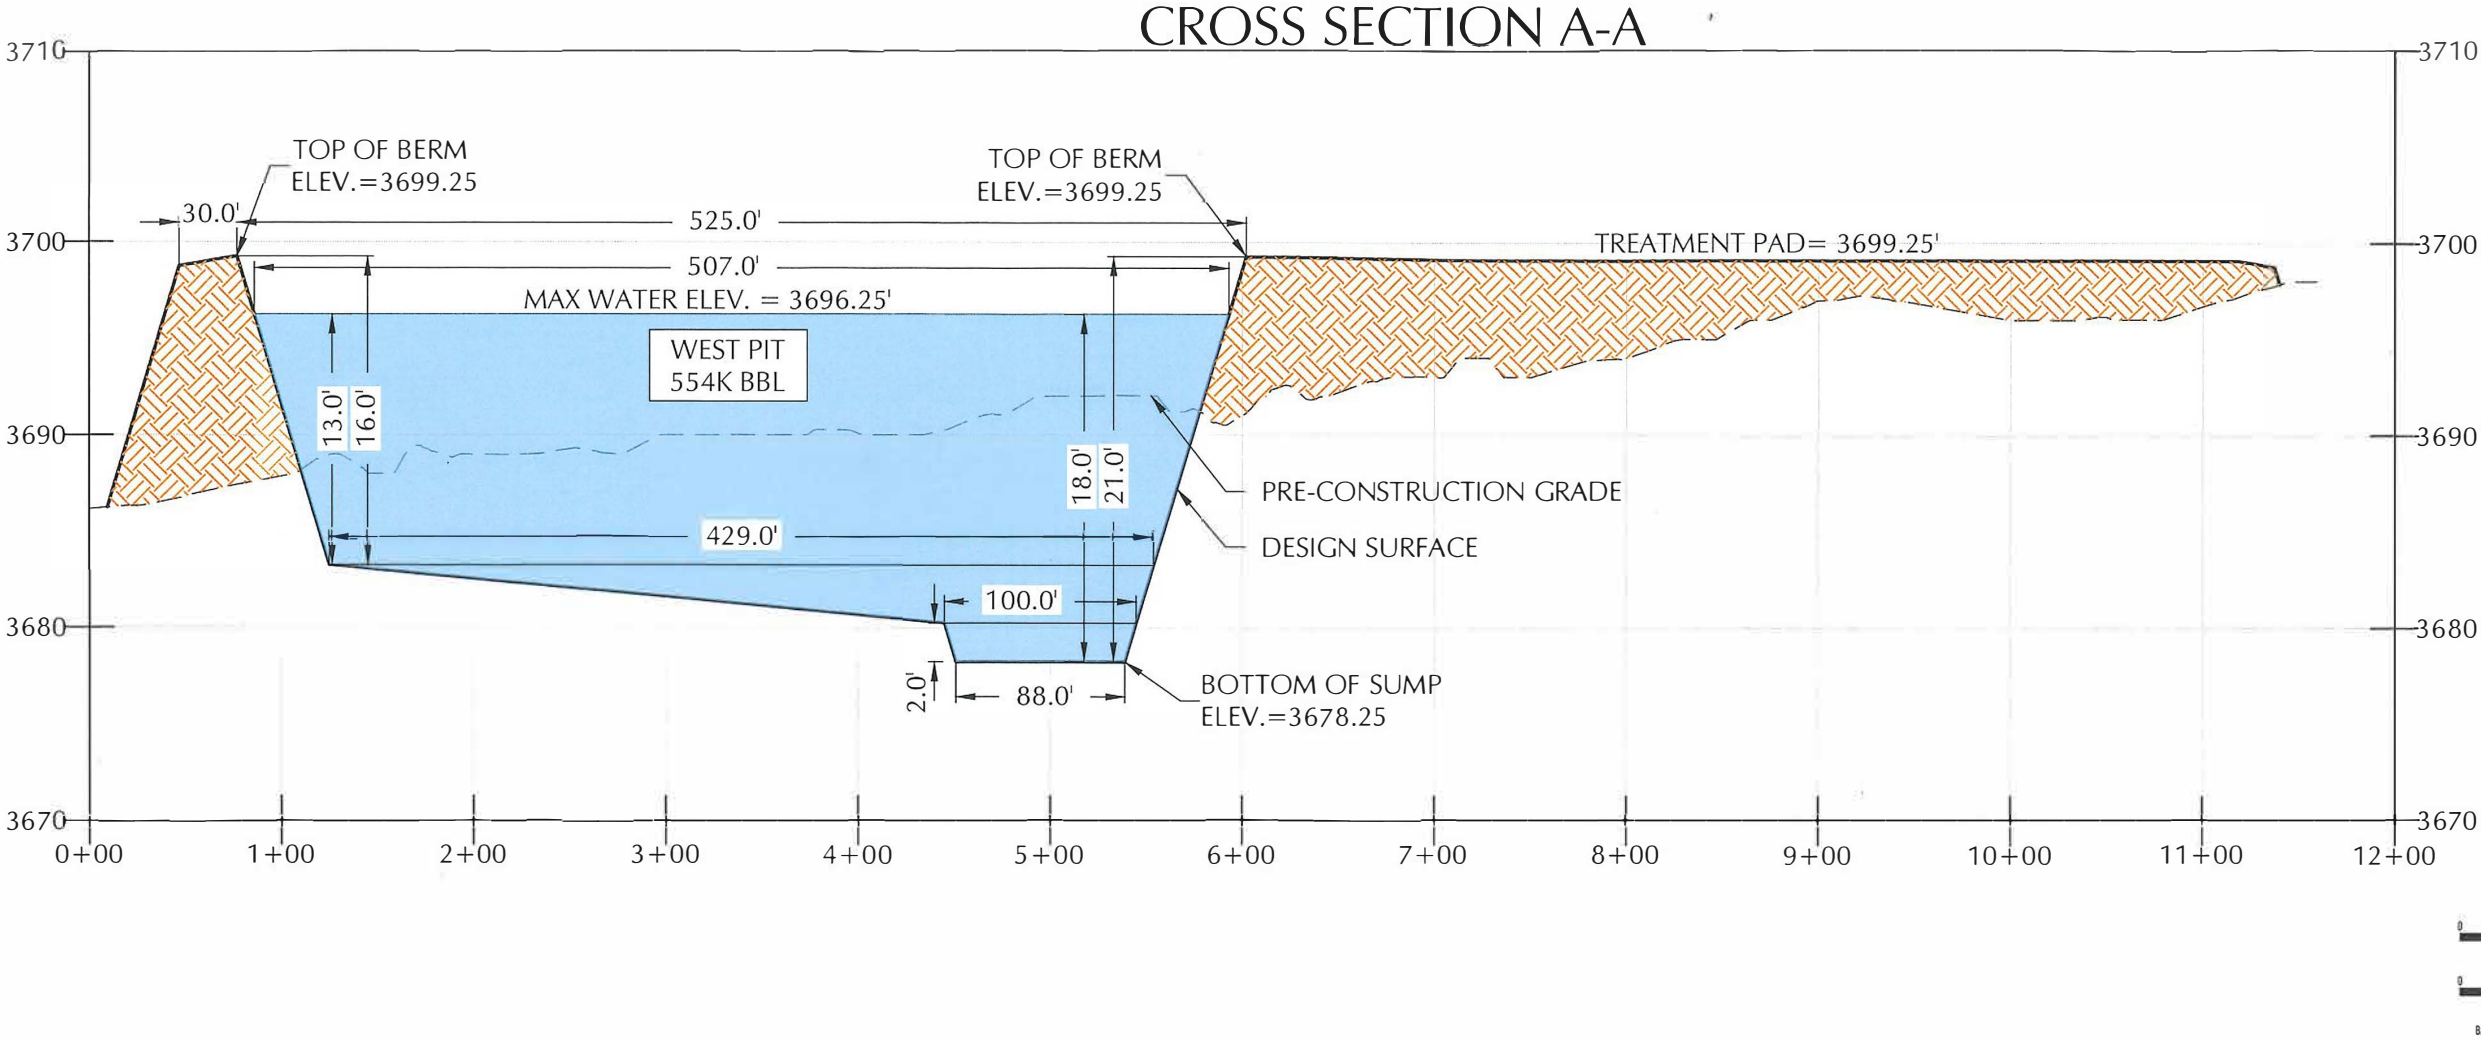 CROSS SECTION A-A
3710
3710
TOP OF BERM
ELEV.=3699.25
TOP OF BERM
ELEV.=3699.25
30.0'
525.0'
3700
TREATMENT PAD= 3699.25'
3700
507.0'
MAX WATER ELEV. = 3696.25'
WEST PIT
554K BBL
13.0'
16.0'
3690
3690
18.0'
21.0'
PRE-CONSTRUCTION GRADE
429.0'
DESIGN SURFACE
100.0'
3680
3680
2.0'
88.0'
BOTTOM OF SUMP
ELEV.=3678.25
3670
3670
0+00
1+00
2+00
3+00
4+00
5+00
6+00
7+00
8+00
9+00
10+00
11+00
12+00
0
0